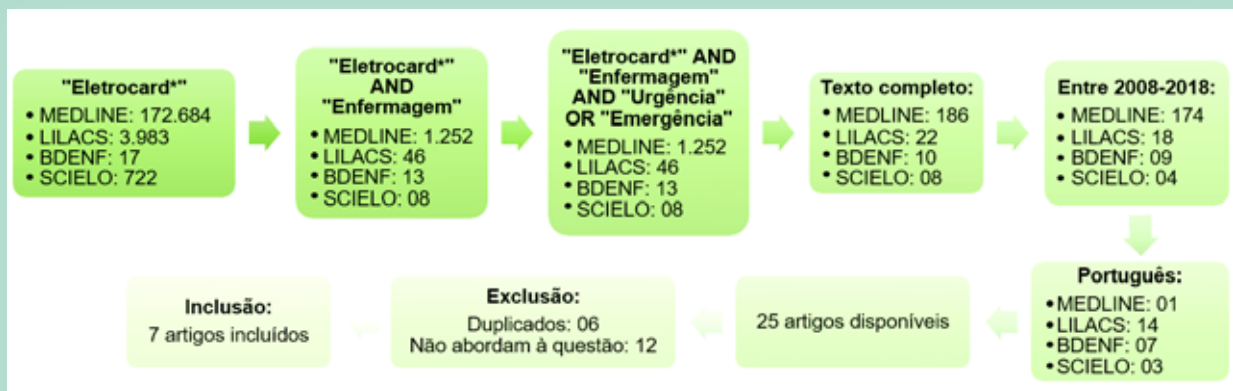 "Eletrocard*"
• MEDLINE: 172.684
• LILACS: 3.983
• BDENF: 17
• SCIELO: 722
"Eletrocard*"
AND
"Enfermagem"
• MEDLINE: 1.252
• LILACS: 46
• BDENF: 13
• SCIELO: 08
"Eletrocard*" AND
"Enfermagem"
AND "Urgência"
OR "Emergência"
• MEDLINE: 1.252
• LILACS: 46
• BDENF: 13
• SCIELO: 08
Texto completo:
• MEDLINE: 186
• LILACS: 22
• BDENF: 10
• SCIELO: 08
Entre 2008-2018:
• MEDLINE: 174
• LILACS: 18
• BDENF: 09
• SCIELO: 04
Português:
• MEDLINE: 01
• LILACS: 14
• BDENF: 07
• SCIELO: 03
25 artigos disponíveis
Exclusão:
Duplicados: 06
Não abordam à questão: 12
Inclusão:
7 artigos incluídos